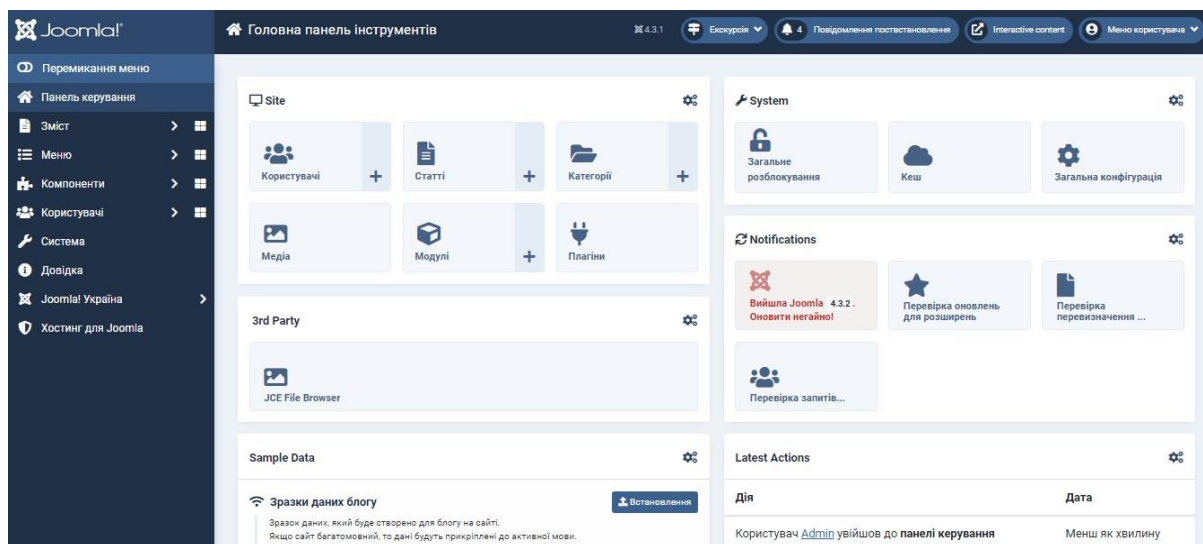 Joomla!®
Головна панель інструментів
4.3.1
Екскурсія
4 Повідомлення поствстановлення
Interactive content
Меню користувача
Перемикання меню
Панель керування
Зміст
Меню
Компоненти
Користувачі
Система
Довідка
Joomla! Україна
Хостинг для Joomla
Site
Користувачі
Статті
Категорії
Медіа
Модулі
Плагіни
3rd Party
JCE File Browser
Sample Data
Зразки даних блогу
Встановлення
Зразок даних, який буде створено для блогу на сайті.
Якщо сайт багатомовний, то дані будуть прикріплені до активної мови.
System
Загальне
розблокування
Кеш
Загальна конфігурація
Notifications
Вийшла Joomla 4.3.2 .
Оновити негайно!
Перевірка оновлень
для розширень
Перевірка
перевизначення ...
Перевірка запитів...
Latest Actions
Дія Дата
Користувач Admin увійшов до панелі керування Менш як хвилину